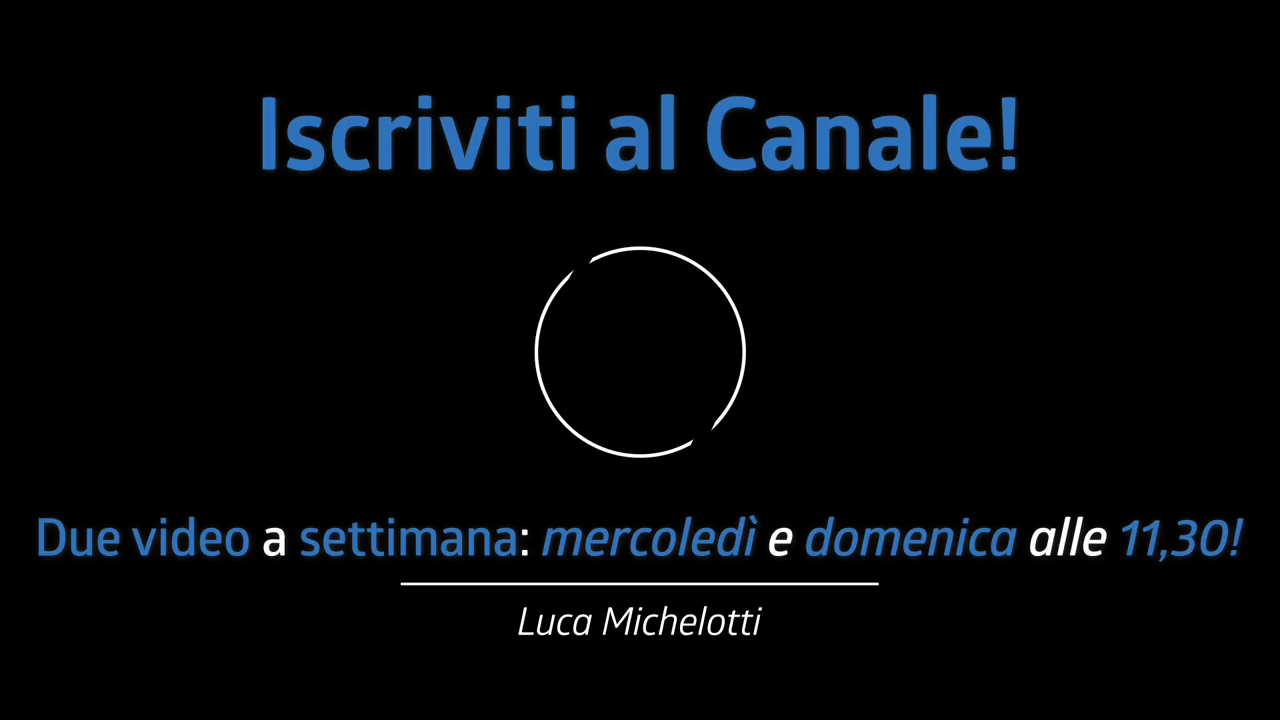 Iscriviti al Canale!
Due video a settimana: mercoledì e domenica alle 11,30!
Luca Michelotti